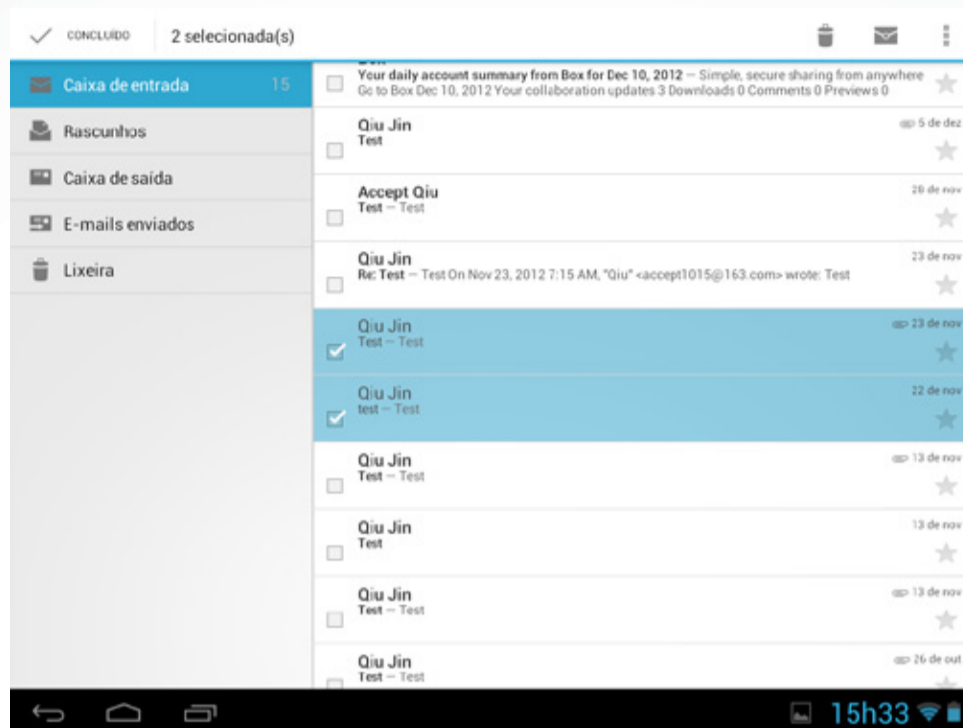 CONCLUÍDO
2 selecionada(s)
Caixa de entrada 15
Rascunhos
Caixa de saída
E-mails enviados
Lixeira
Your daily account summary from Box for Dec 10, 2012 – Simple, secure sharing from anywhere
Go to Box Dec 10, 2012 Your collaboration updates 3 Downloads 0 Comments 0 Previews 0
Qiu Jin 5 de dez
Test
Accept Qiu 28 de nov
Test – Test
Qiu Jin 23 de nov
Re: Test – Test On Nov 23, 2012 7:15 AM, "Qiu" <accept1015@163.com> wrote: Test
Qiu Jin 23 de nov
Test – Test
Qiu Jin 22 de nov
test – Test
Qiu Jin 13 de nov
Test – Test
Qiu Jin 13 de nov
Test
Qiu Jin 13 de nov
Test – Test
Qiu Jin 26 de out
Test – Test
15h33